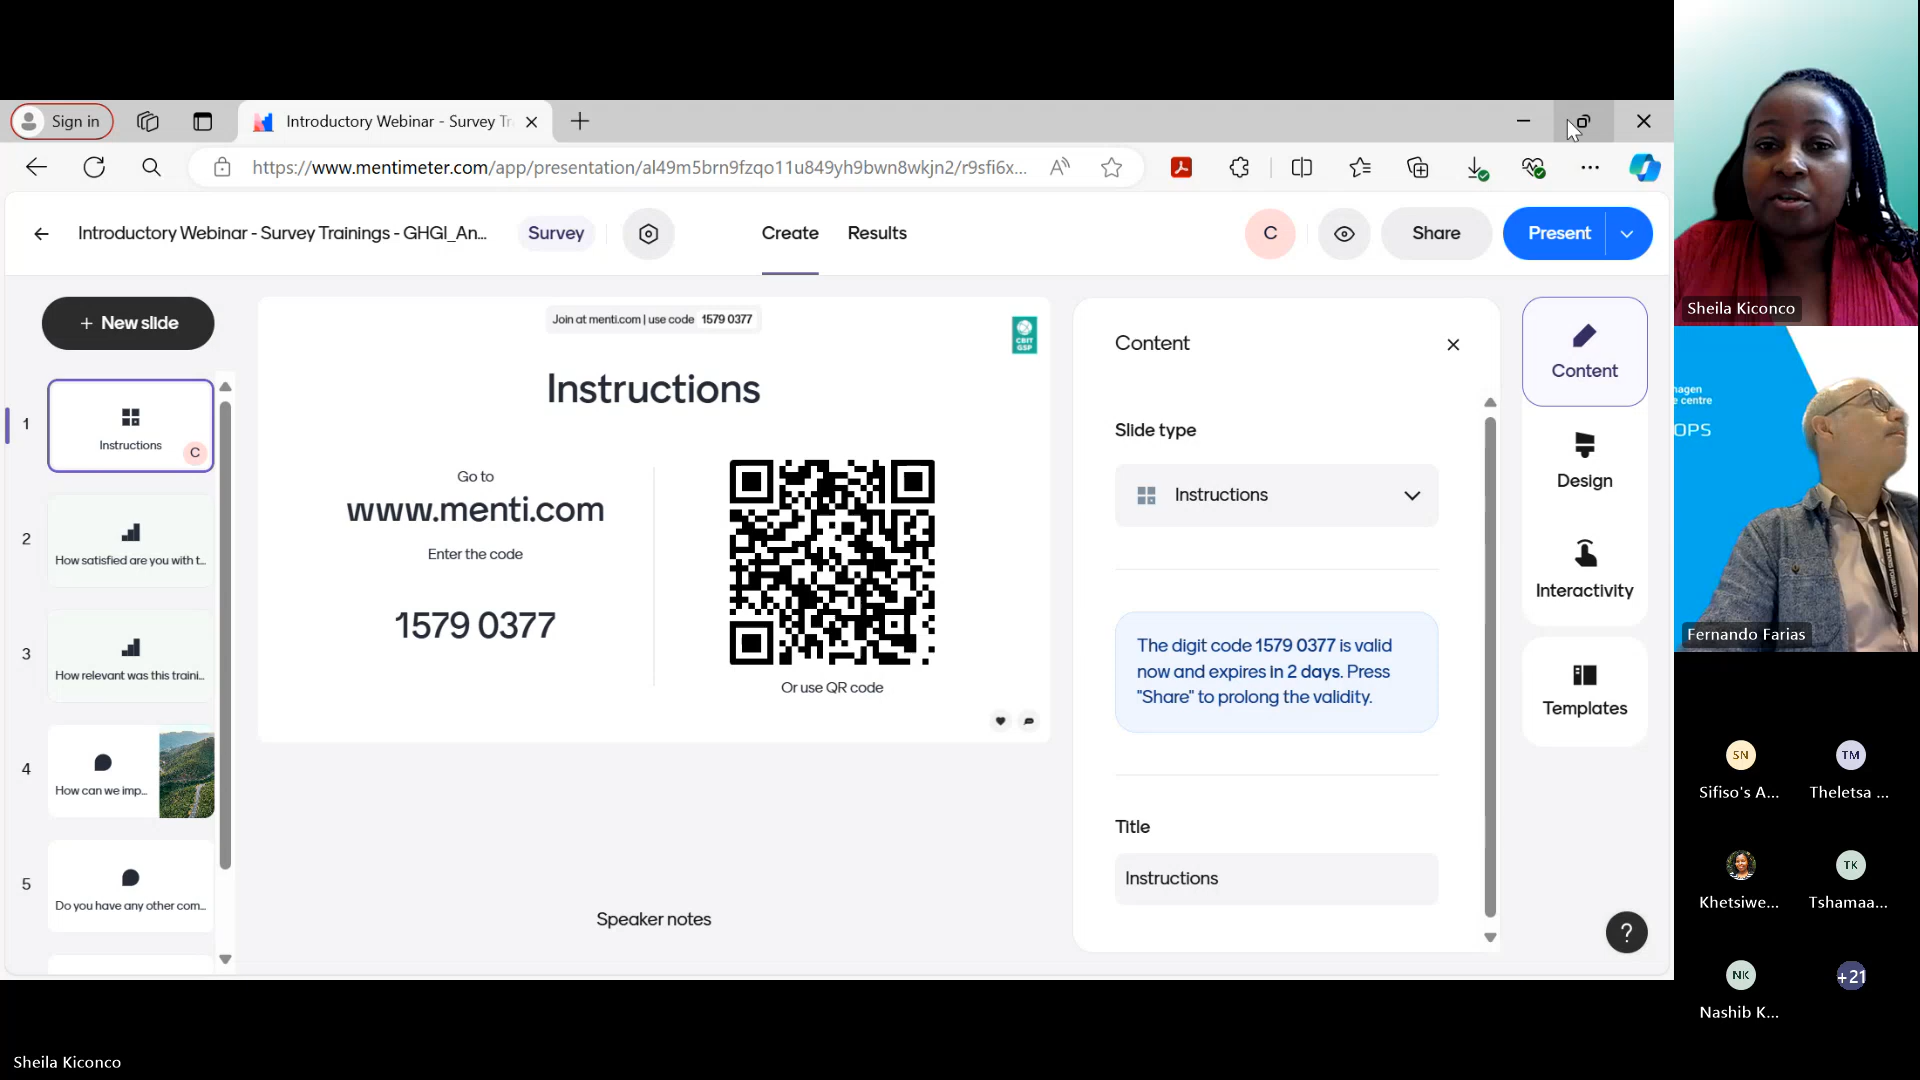 Sign in
Introductory Webinar - Survey Tr
https://www.mentimeter.com/app/presentation/al49m5brn9fzqo11u849yh9bwn8wkjn2/r9sfi6x...
Introductory Webinar - Survey Trainings - GHGI_An...
Survey
Create
Results
C
Share
Present
+ New slide
1
Instructions
C
2
How satisfied are you with t...
3
How relevant was this traini...
4
How can we imp...
5
Do you have any other com...
Join at menti.com | use code 1579 0377
CBIT
GSP
Instructions
Go to
www.menti.com
Enter the code
1579 0377
Or use QR code
Speaker notes
Content
Slide type
Instructions
The digit code 1579 0377 is valid
now and expires in 2 days. Press
"Share" to prolong the validity.
Title
Instructions
Content
Design
Interactivity
Templates
?
Sheila Kiconco
hagen
e centre
OPS
Fernando Farias
SN
Sifiso's A...
TM
Theletsa ...
Khetsiwe...
TK
Tshamaa...
NK
Nashib K...
+21
Sheila Kiconco